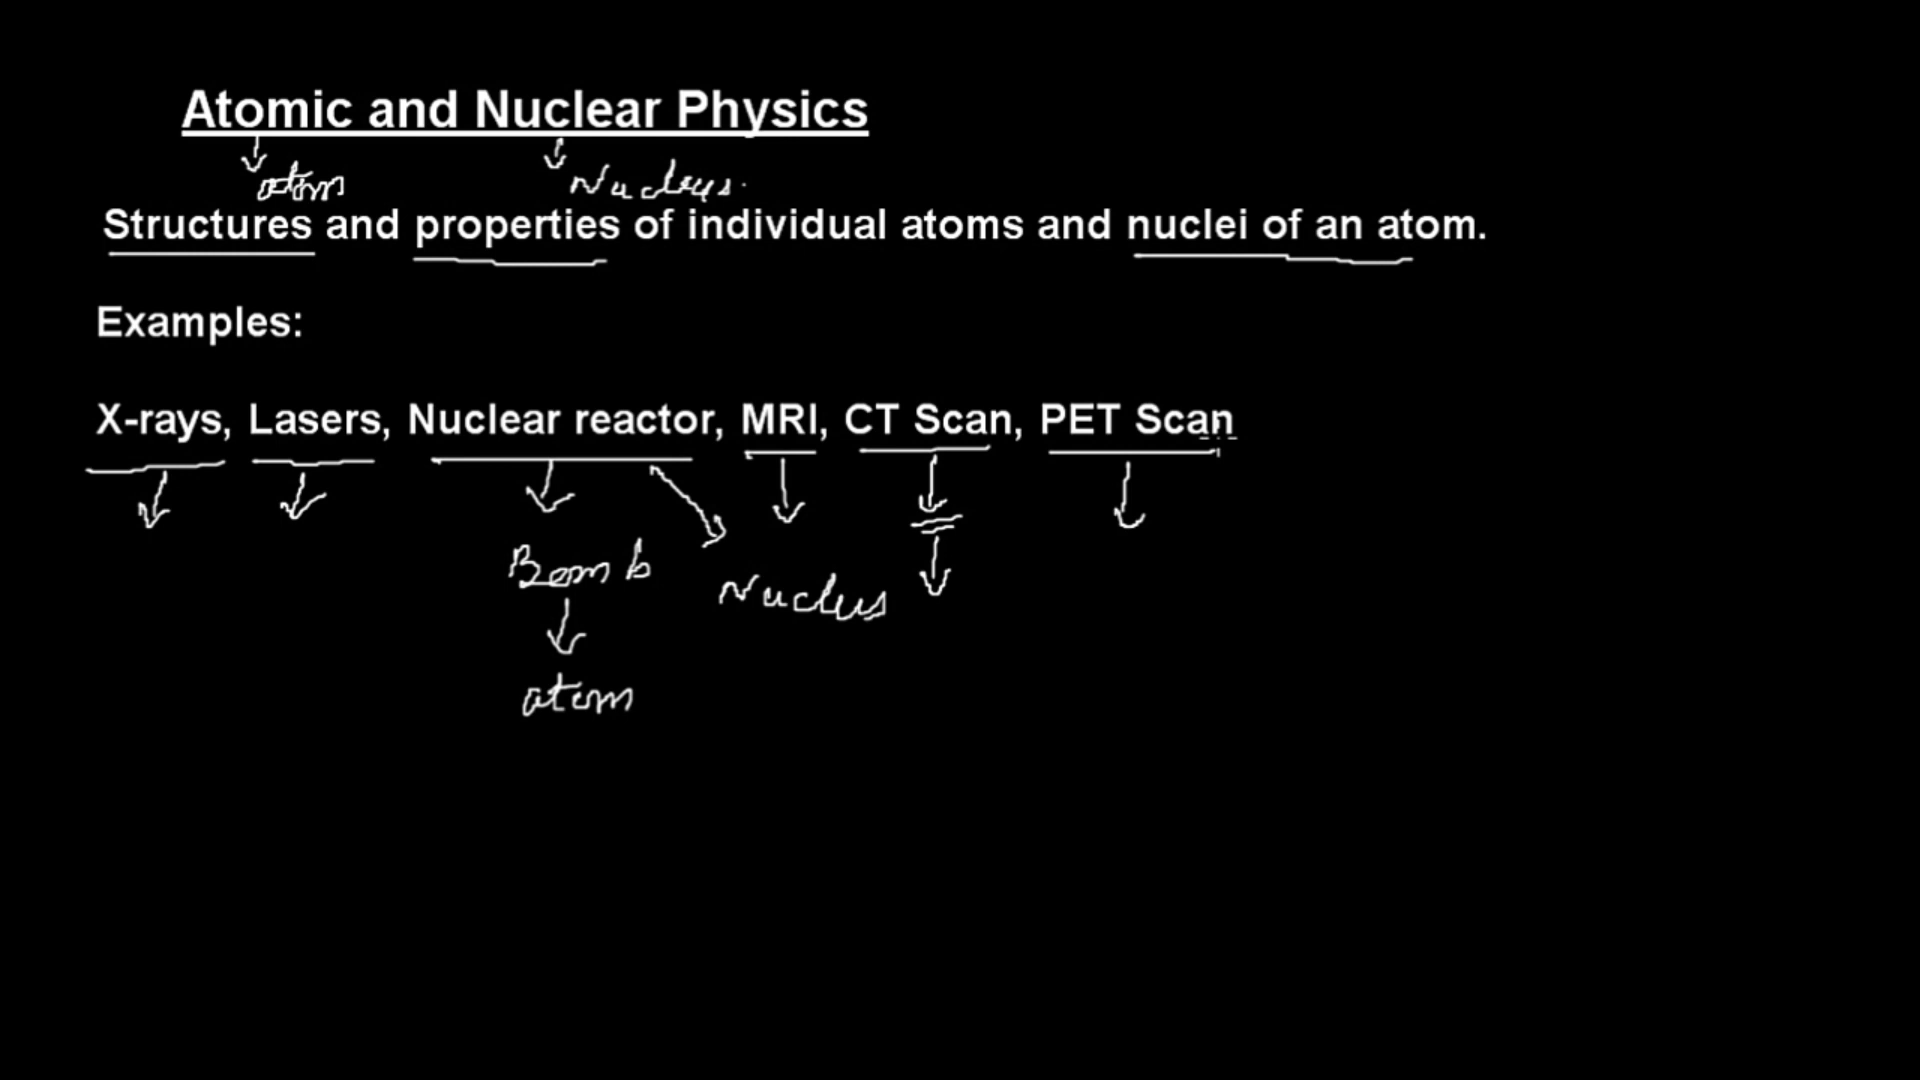 Atomic and Nuclear Physics
atom Nucleus.
Structures and properties of individual atoms and nuclei of an atom.
Examples:
X-rays, Lasers, Nuclear reactor, MRI, CT Scan, PET Scan
Bomb Nucleus
atom